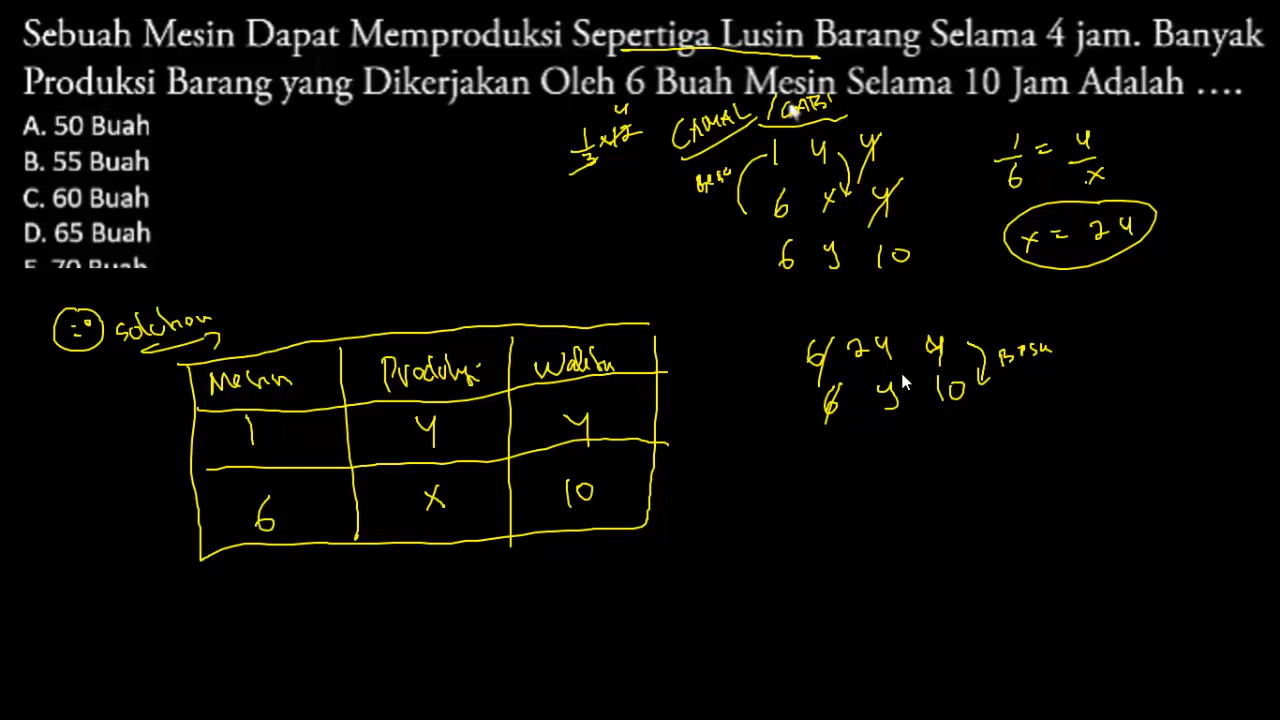 Sebuah Mesin Dapat Memproduksi Sepertiga Lusin Barang Selama 4 jam. Banyak
Produksi Barang yang Dikerjakan Oleh 6 Buah Mesin Selama 10 Jam Adalah ....
A. 50 Buah
B. 55 Buah
C. 60 Buah
D. 65 Buah
E. 70 Buah
1/3 x 12 4
1 4 4
6 x 4
6 y 10
1/6 = 4/x
x = 24
solution
Mesin Produksi Waktu
1 4 4
6 x 10
6 24 4
6 y 10